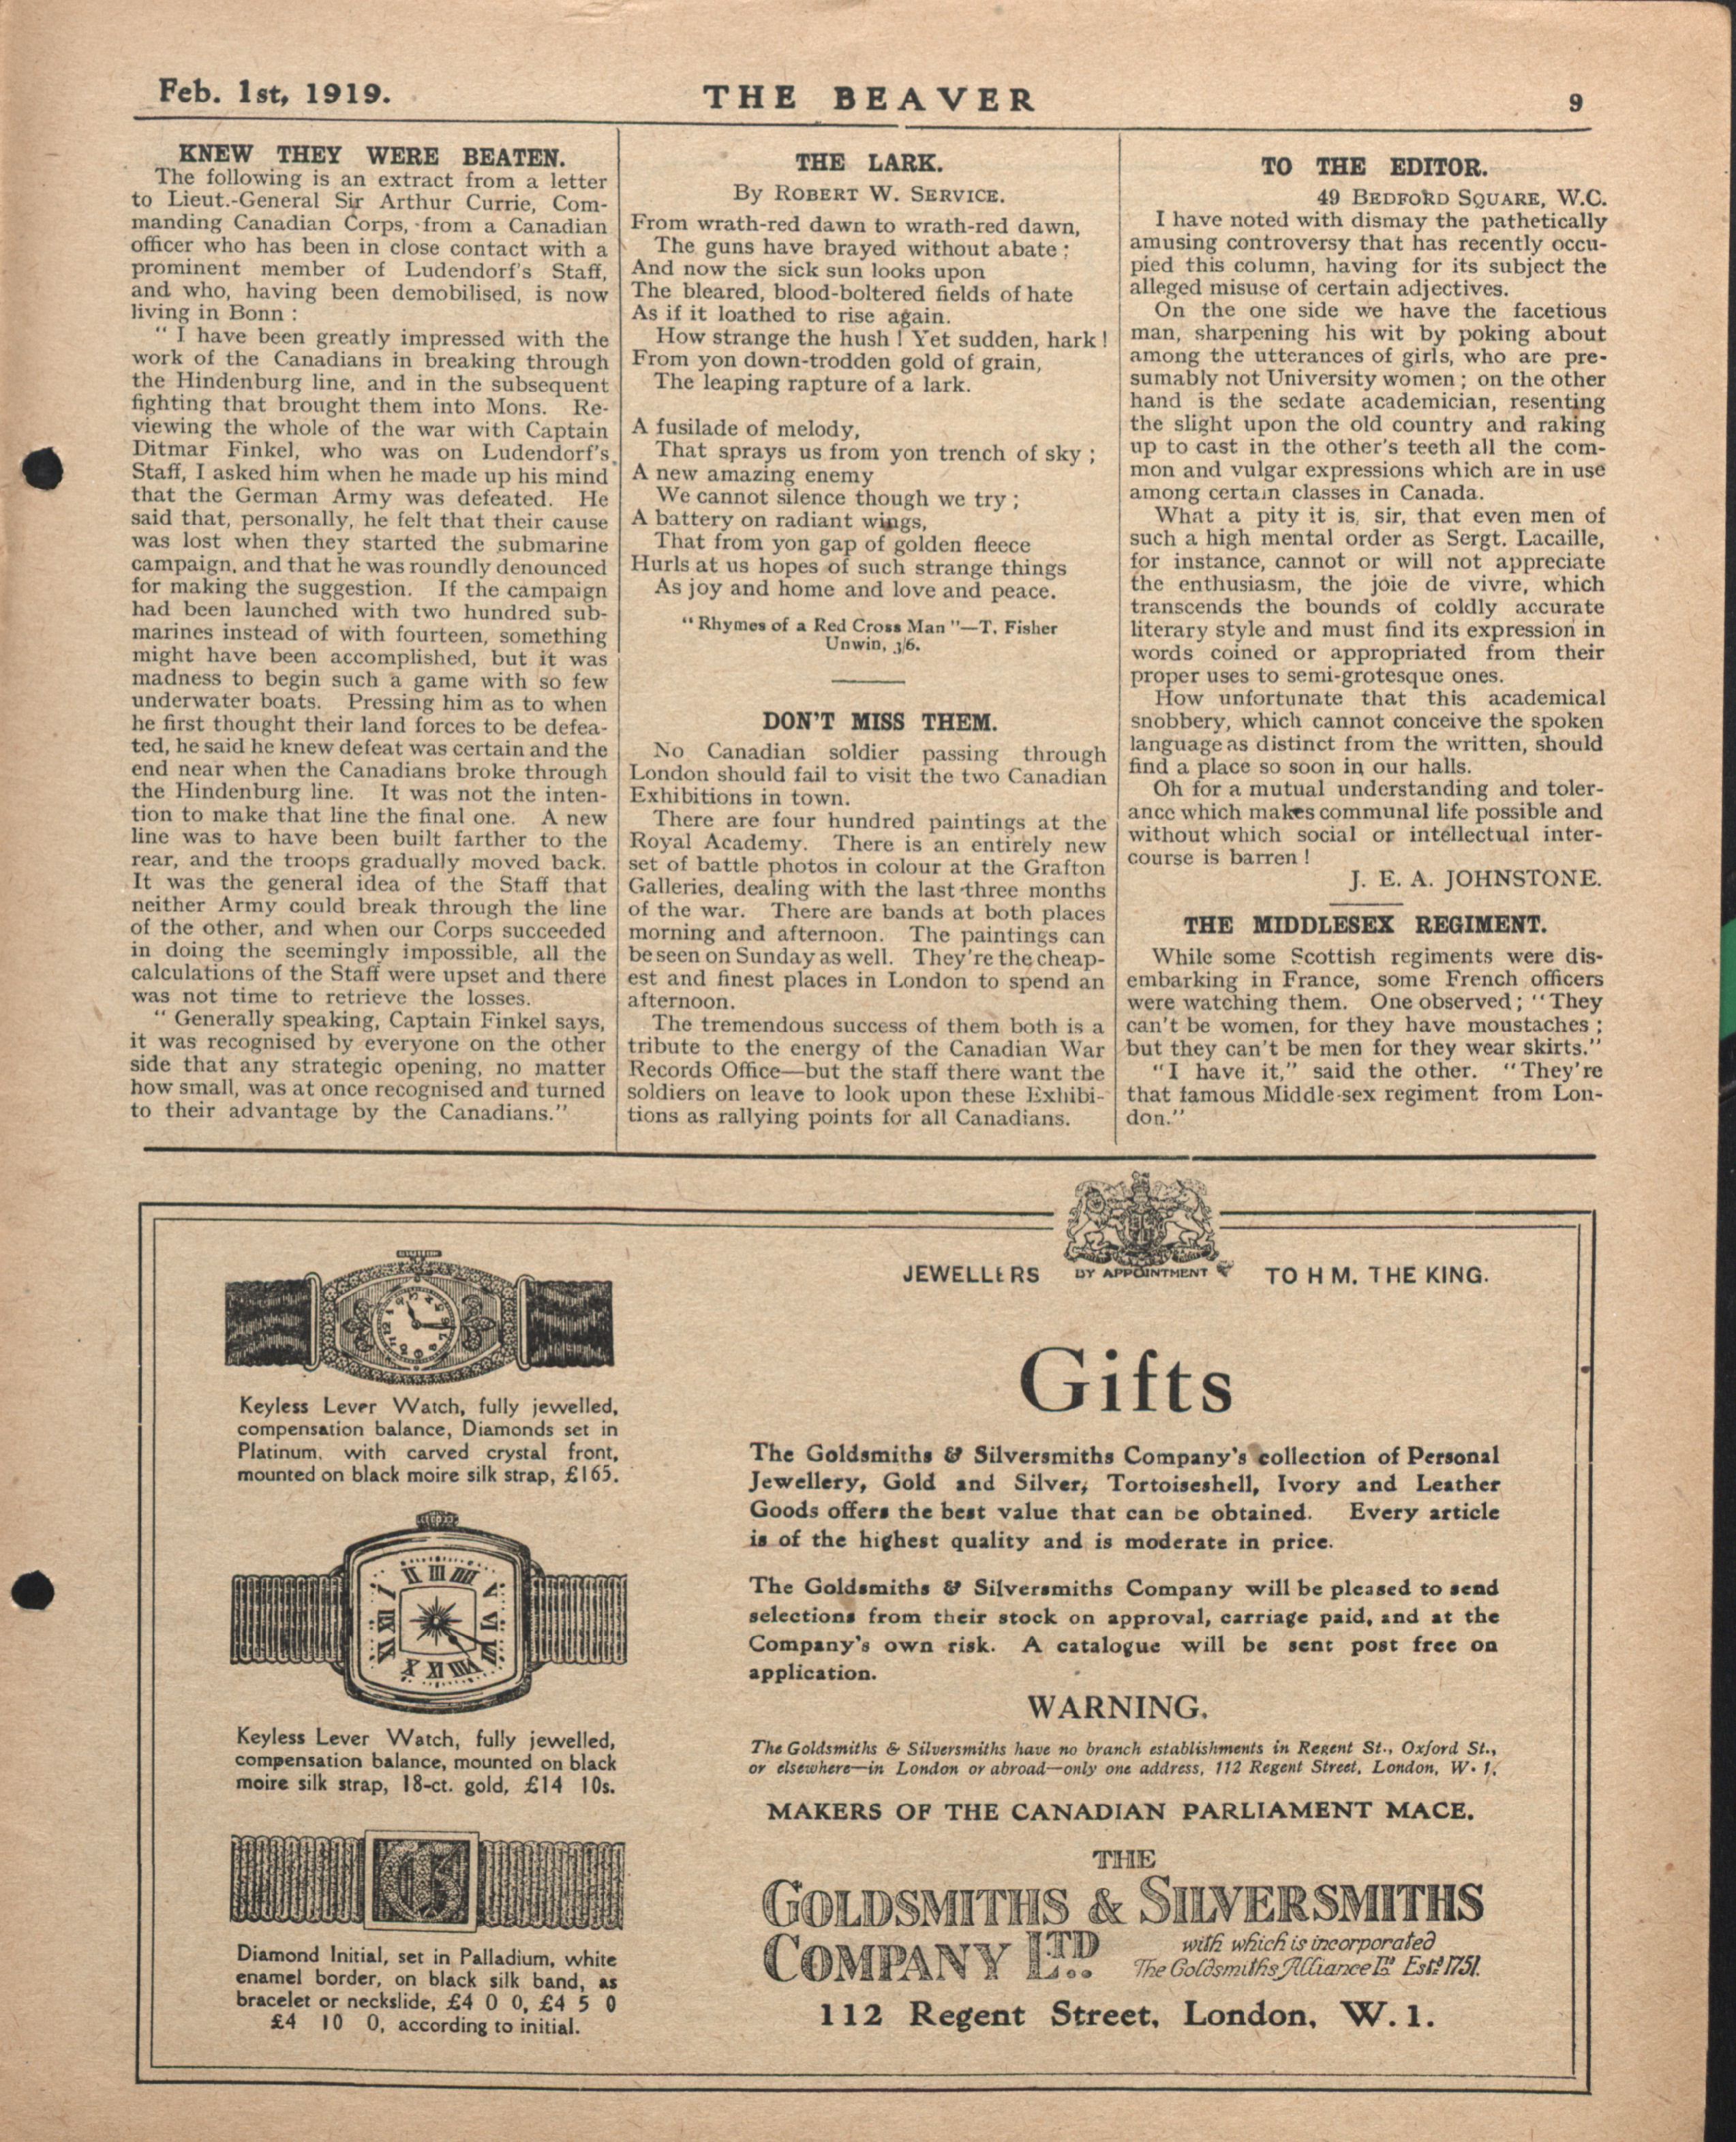 Feb. 1st, 1919.
THE BEAVER
9
KNEW THEY WERE BEATEN.
The following is an extract from a letter
to Lieut.-General Sir Arthur Currie, Com-
manding Canadian Corps, from a Canadian
officer who has been in close contact with a
prominent member of Ludendorf's Staff,
and who, having been demobilised, is now
living in Bonn :
" I have been greatly impressed with the
work of the Canadians in breaking through
the Hindenburg line, and in the subsequent
fighting that brought them into Mons. Re-
viewing the whole of the war with Captain
Ditmar Finkel, who was on Ludendorf's
Staff, I asked him when he made up his mind
that the German Army was defeated. He
said that, personally, he felt that their cause
was lost when they started the submarine
campaign, and that he was roundly denounced
for making the suggestion. If the campaign
had been launched with two hundred sub-
marines instead of with fourteen, something
might have been accomplished, but it was
madness to begin such a game with so few
underwater boats. Pressing him as to when
he first thought their land forces to be defea-
ted, he said he knew defeat was certain and the
end near when the Canadians broke through
the Hindenburg line. It was not the inten-
tion to make that line the final one. A new
line was to have been built farther to the
rear, and the troops gradually moved back.
It was the general idea of the Staff that
neither Army could break through the line
of the other, and when our Corps succeeded
in doing the seemingly impossible, all the
calculations of the Staff were upset and there
was not time to retrieve the losses.
" Generally speaking, Captain Finkel says,
it was recognised by everyone on the other
side that any strategic opening, no matter
how small, was at once recognised and turned
to their advantage by the Canadians."
THE LARK.
By ROBERT W. SERVICE.
From wrath-red dawn to wrath-red dawn,
The guns have brayed without abate ;
And now the sick sun looks upon
The bleared, blood-boltered fields of hate
As if it loathed to rise again.
How strange the hush ! Yet sudden, hark !
From yon down-trodden gold of grain,
The leaping rapture of a lark.
A fusilade of melody,
That sprays us from yon trench of sky ;
A new amazing enemy
We cannot silence though we try ;
A battery on radiant wings,
That from yon gap of golden fleece
Hurls at us hopes of such strange things
As joy and home and love and peace.
"Rhymes of a Red Cross Man"—T. Fisher
Unwin, 3/6.
DON'T MISS THEM.
No Canadian soldier passing through
London should fail to visit the two Canadian
Exhibitions in town.
There are four hundred paintings at the
Royal Academy. There is an entirely new
set of battle photos in colour at the Grafton
Galleries, dealing with the last three months
of the war. There are bands at both places
morning and afternoon. The paintings can
be seen on Sunday as well. They're the cheap-
est and finest places in London to spend an
afternoon.
The tremendous success of them both is a
tribute to the energy of the Canadian War
Records Office—but the staff there want the
soldiers on leave to look upon these Exhibi-
tions as rallying points for all Canadians.
TO THE EDITOR.
49 BEDFORD SQUARE, W.C.
I have noted with dismay the pathetically
amusing controversy that has recently occu-
pied this column, having for its subject the
alleged misuse of certain adjectives.
On the one side we have the facetious
man, sharpening his wit by poking about
among the utterances of girls, who are pre-
sumably not University women ; on the other
hand is the sedate academician, resenting
the slight upon the old country and raking
up to cast in the other's teeth all the com-
mon and vulgar expressions which are in use
among certain classes in Canada.
What a pity it is, sir, that even men of
such a high mental order as Sergt. Lacaille,
for instance, cannot or will not appreciate
the enthusiasm, the joie de vivre, which
transcends the bounds of coldly accurate
literary style and must find its expression in
words coined or appropriated from their
proper uses to semi-grotesque ones.
How unfortunate that this academical
snobbery, which cannot conceive the spoken
language as distinct from the written, should
find a place so soon in our halls.
Oh for a mutual understanding and toler-
ance which makes communal life possible and
without which social or intellectual inter-
course is barren !
J. E. A. JOHNSTONE.
THE MIDDLESEX REGIMENT.
While some Scottish regiments were dis-
embarking in France, some French officers
were watching them. One observed ; "They
can't be women, for they have moustaches ;
but they can't be men for they wear skirts."
"I have it," said the other. "They're
that famous Middle-sex regiment from Lon-
don."
JEWELLERS BY APPOINTMENT TO H M. THE KING.
Keyless Lever Watch, fully jewelled,
compensation balance, Diamonds set in
Platinum, with carved crystal front,
mounted on black moire silk strap, £165.
Keyless Lever Watch, fully jewelled,
compensation balance, mounted on black
moire silk strap, 18-ct. gold, £14 10s.
Diamond Initial, set in Palladium, white
enamel border, on black silk band, as
bracelet or neckslide, £4 0 0, £4 5 0
£4 10 0, according to initial.
Gifts
The Goldsmiths & Silversmiths Company's collection of Personal
Jewellery, Gold and Silver, Tortoiseshell, Ivory and Leather
Goods offers the best value that can be obtained. Every article
is of the highest quality and is moderate in price.
The Goldsmiths & Silversmiths Company will be pleased to send
selections from their stock on approval, carriage paid, and at the
Company's own risk. A catalogue will be sent post free on
application.
WARNING.
The Goldsmiths & Silversmiths have no branch establishments in Regent St., Oxford St.,
or elsewhere—in London or abroad—only one address, 112 Regent Street, London, W. 1.
MAKERS OF THE CANADIAN PARLIAMENT MACE.
THE
GOLDSMITHS & SILVERSMITHS
COMPANY LTD.
with which is incorporated
The Goldsmiths Alliance Ld. Estd. 1751.
112 Regent Street, London, W. 1.